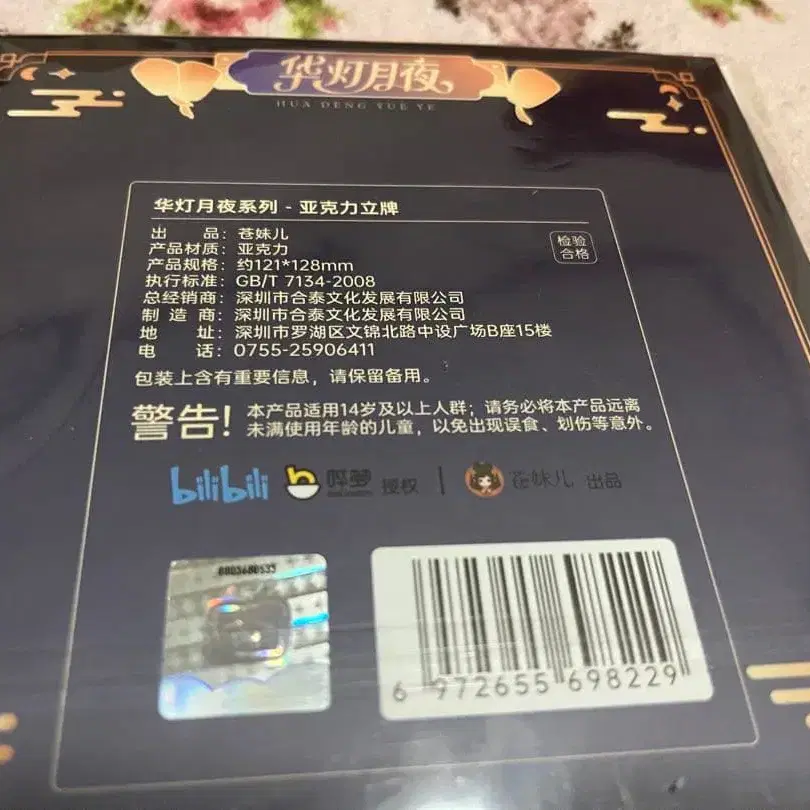 华灯月夜
HUA DENG YUE YE
华灯月夜系列 - 亚克力立牌
出 品：苍妹儿
产品材质：亚克力
产品规格：约121*128mm
执行标准：GB/T 7134-2008
总经销商：深圳市合泰文化发展有限公司
制 造 商：深圳市合泰文化发展有限公司
地 址：深圳市罗湖区文锦北路中设广场B座15楼
电 话：0755-25906411
检验
合格
包装上含有重要信息，请保留备用。
警告!
本产品适用14岁及以上人群；请务必将本产品远离
未满使用年龄的儿童，以免出现误食、划伤等意外。
bilibili 哔梦 授权 | 苍妹儿 出品
6 972655 698229